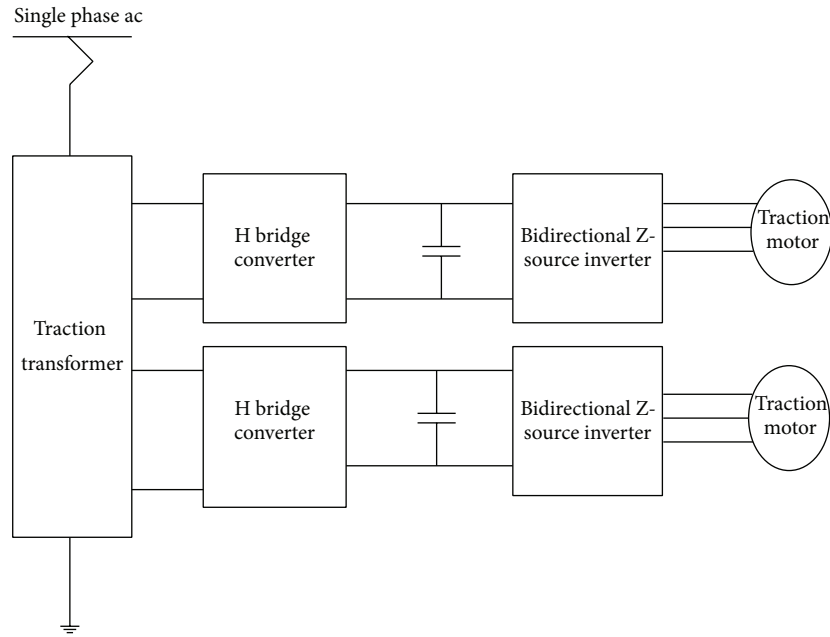 Single phase ac
Traction
transformer
H bridge
converter
Bidirectional Z-
source inverter
Traction
motor
H bridge
converter
Bidirectional Z-
source inverter
Traction
motor